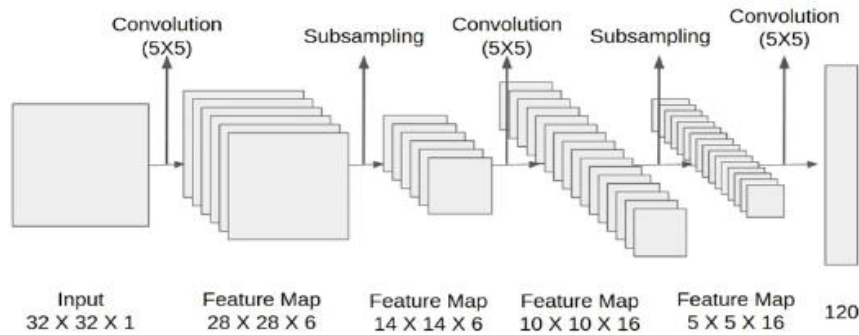 Convolution
(5X5)
Subsampling
Convolution
(5X5)
Subsampling
Convolution
(5X5)
Input
32 X 32 X 1
Feature Map
28 X 28 X 6
Feature Map
14 X 14 X 6
Feature Map
10 X 10 X 16
Feature Map
5 X 5 X 16
120